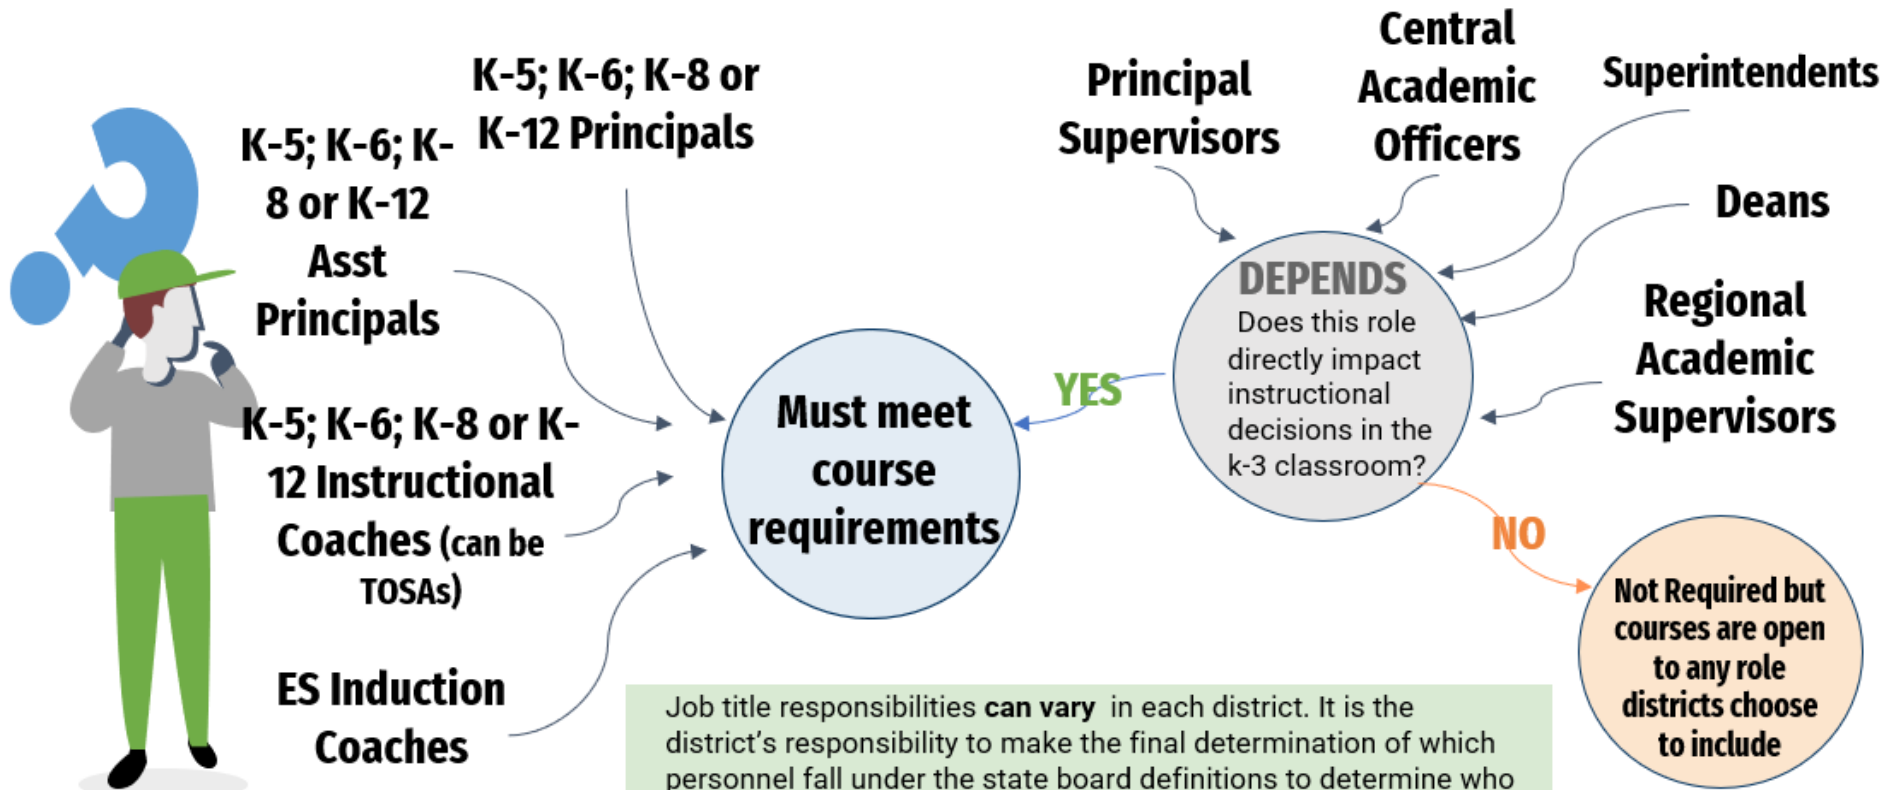 K-5; K-6; K-8 or
K-12 Principals
K-5; K-6; K-
8 or K-12
Asst
Principals
K-5; K-6; K-8 or K-
12 Instructional
Coaches (can be
TOSAs)
ES Induction
Coaches
Must meet
course
requirements
Principal
Supervisors
Central
Academic
Officers
Superintendents
Deans
Regional
Academic
Supervisors
DEPENDS
Does this role
directly impact
instructional
decisions in the
k-3 classroom?
YES
NO
Not Required but
courses are open
to any role
districts choose
to include
Job title responsibilities can vary in each district. It is the
district's responsibility to make the final determination of which
personnel fall under the state board definitions to determine who